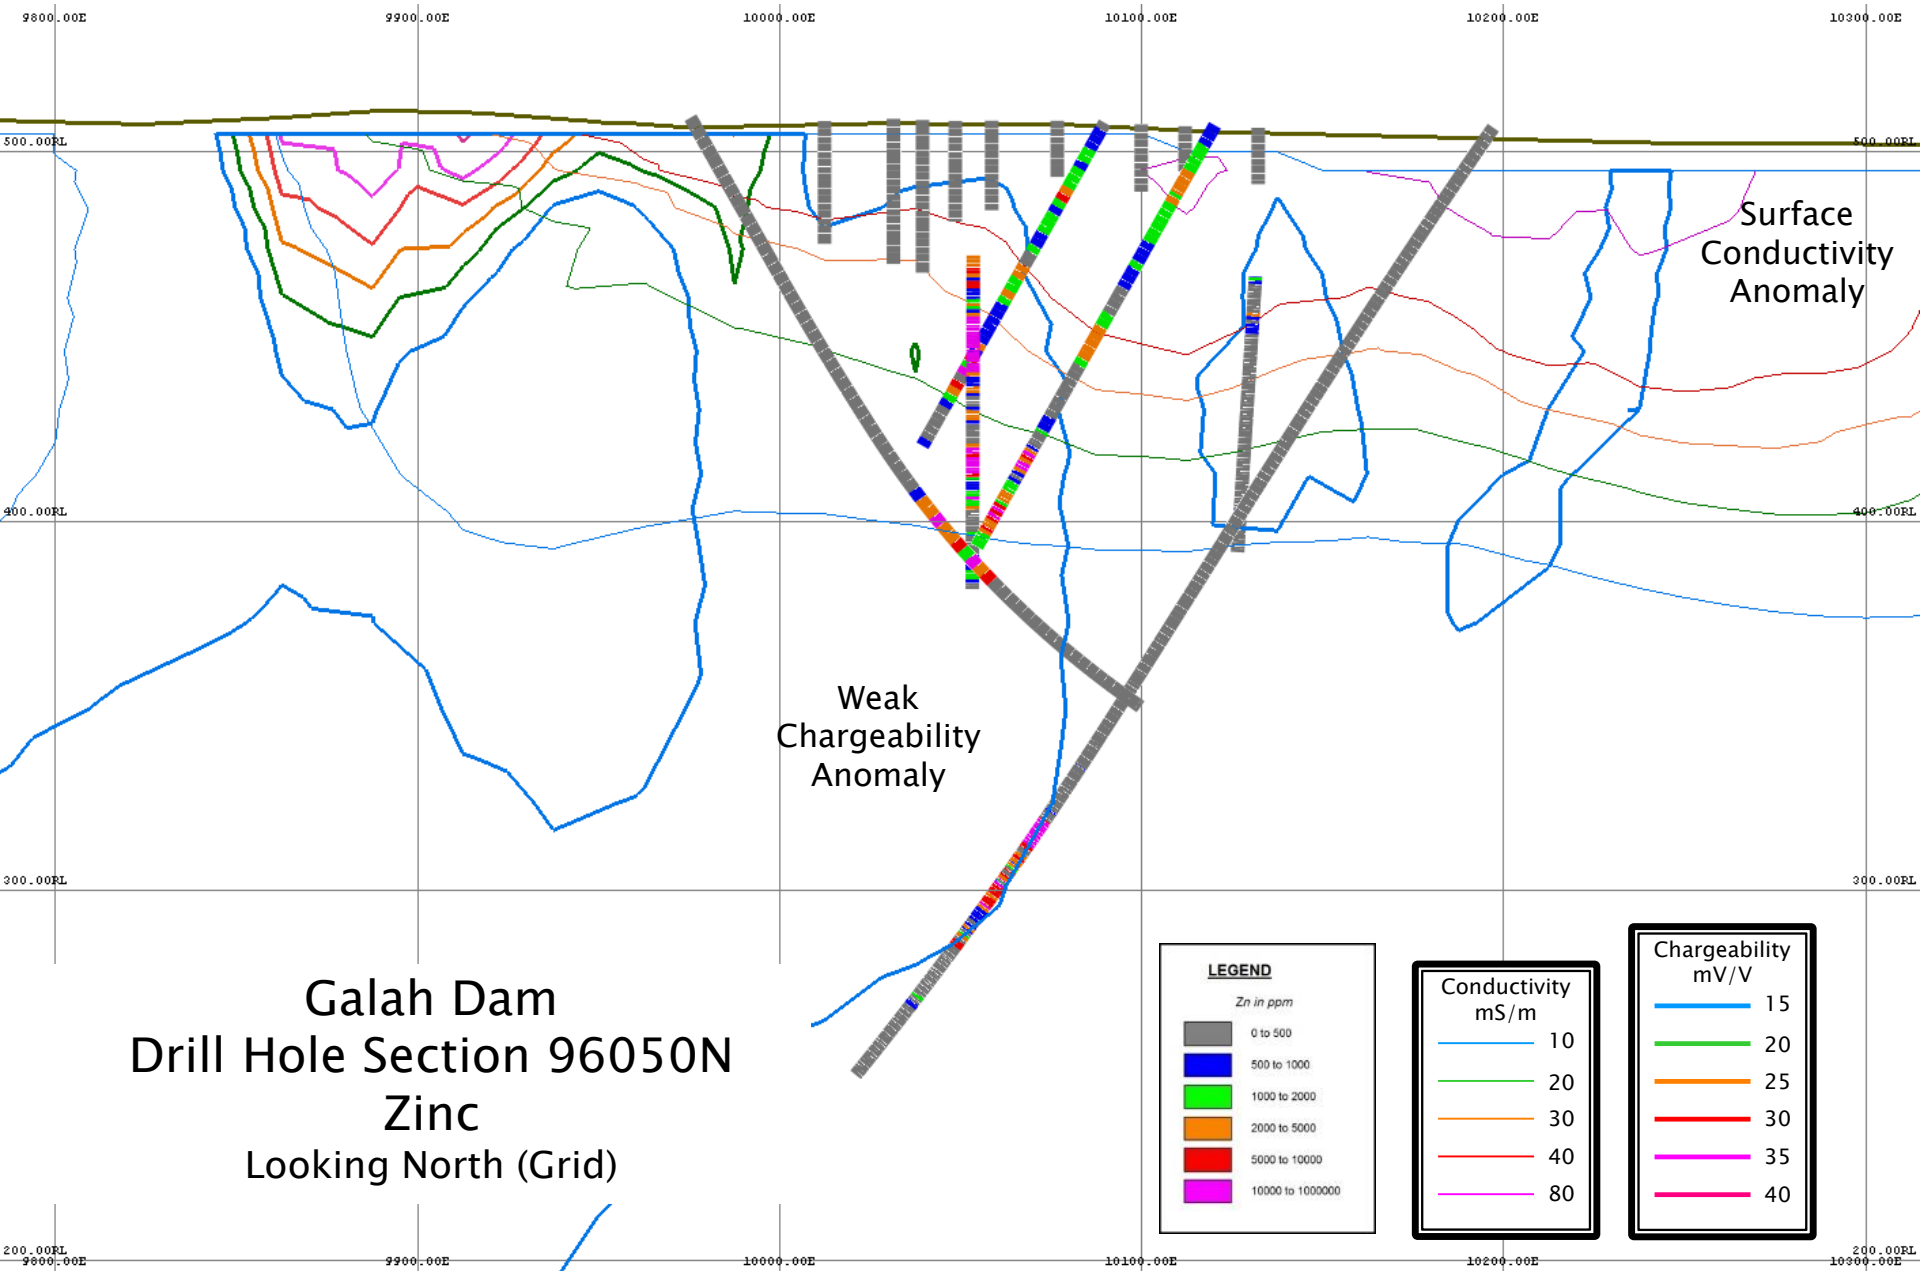 9800.00E 9900.00E 10000.00E 10100.00E 10200.00E 10300.00E
500.00RL 500.00RL
Surface
Conductivity
Anomaly
400.00RL 400.00RL
Weak
Chargeability
Anomaly
300.00RL 300.00RL
Galah Dam
Drill Hole Section 96050N
Zinc
Looking North (Grid)
LEGEND
Zn in ppm
0 to 500
500 to 1000
1000 to 2000
2000 to 5000
5000 to 10000
10000 to 1000000
Conductivity
mS/m
10
20
30
40
80
Chargeability
mV/V
15
20
25
30
35
40
200.00RL 200.00RL
9800.00E 9900.00E 10000.00E 10100.00E 10200.00E 10300.00E